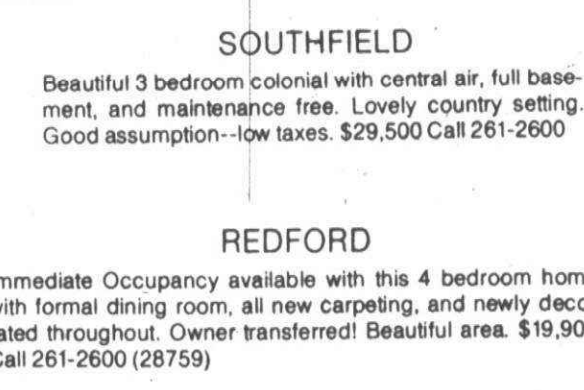 SOUTHFIELD
Beautiful 3 bedroom colonial with central air, full base-
ment, and maintenance free. Lovely country setting.
Good assumption--low taxes. $29,500 Call 261-2600
REDFORD
mmediate Occupancy available with this 4 bedroom hom
with formal dining room, all new carpeting, and newly deco
ated throughout. Owner transferred! Beautiful area. $19,90
Call 261-2600 (28759)